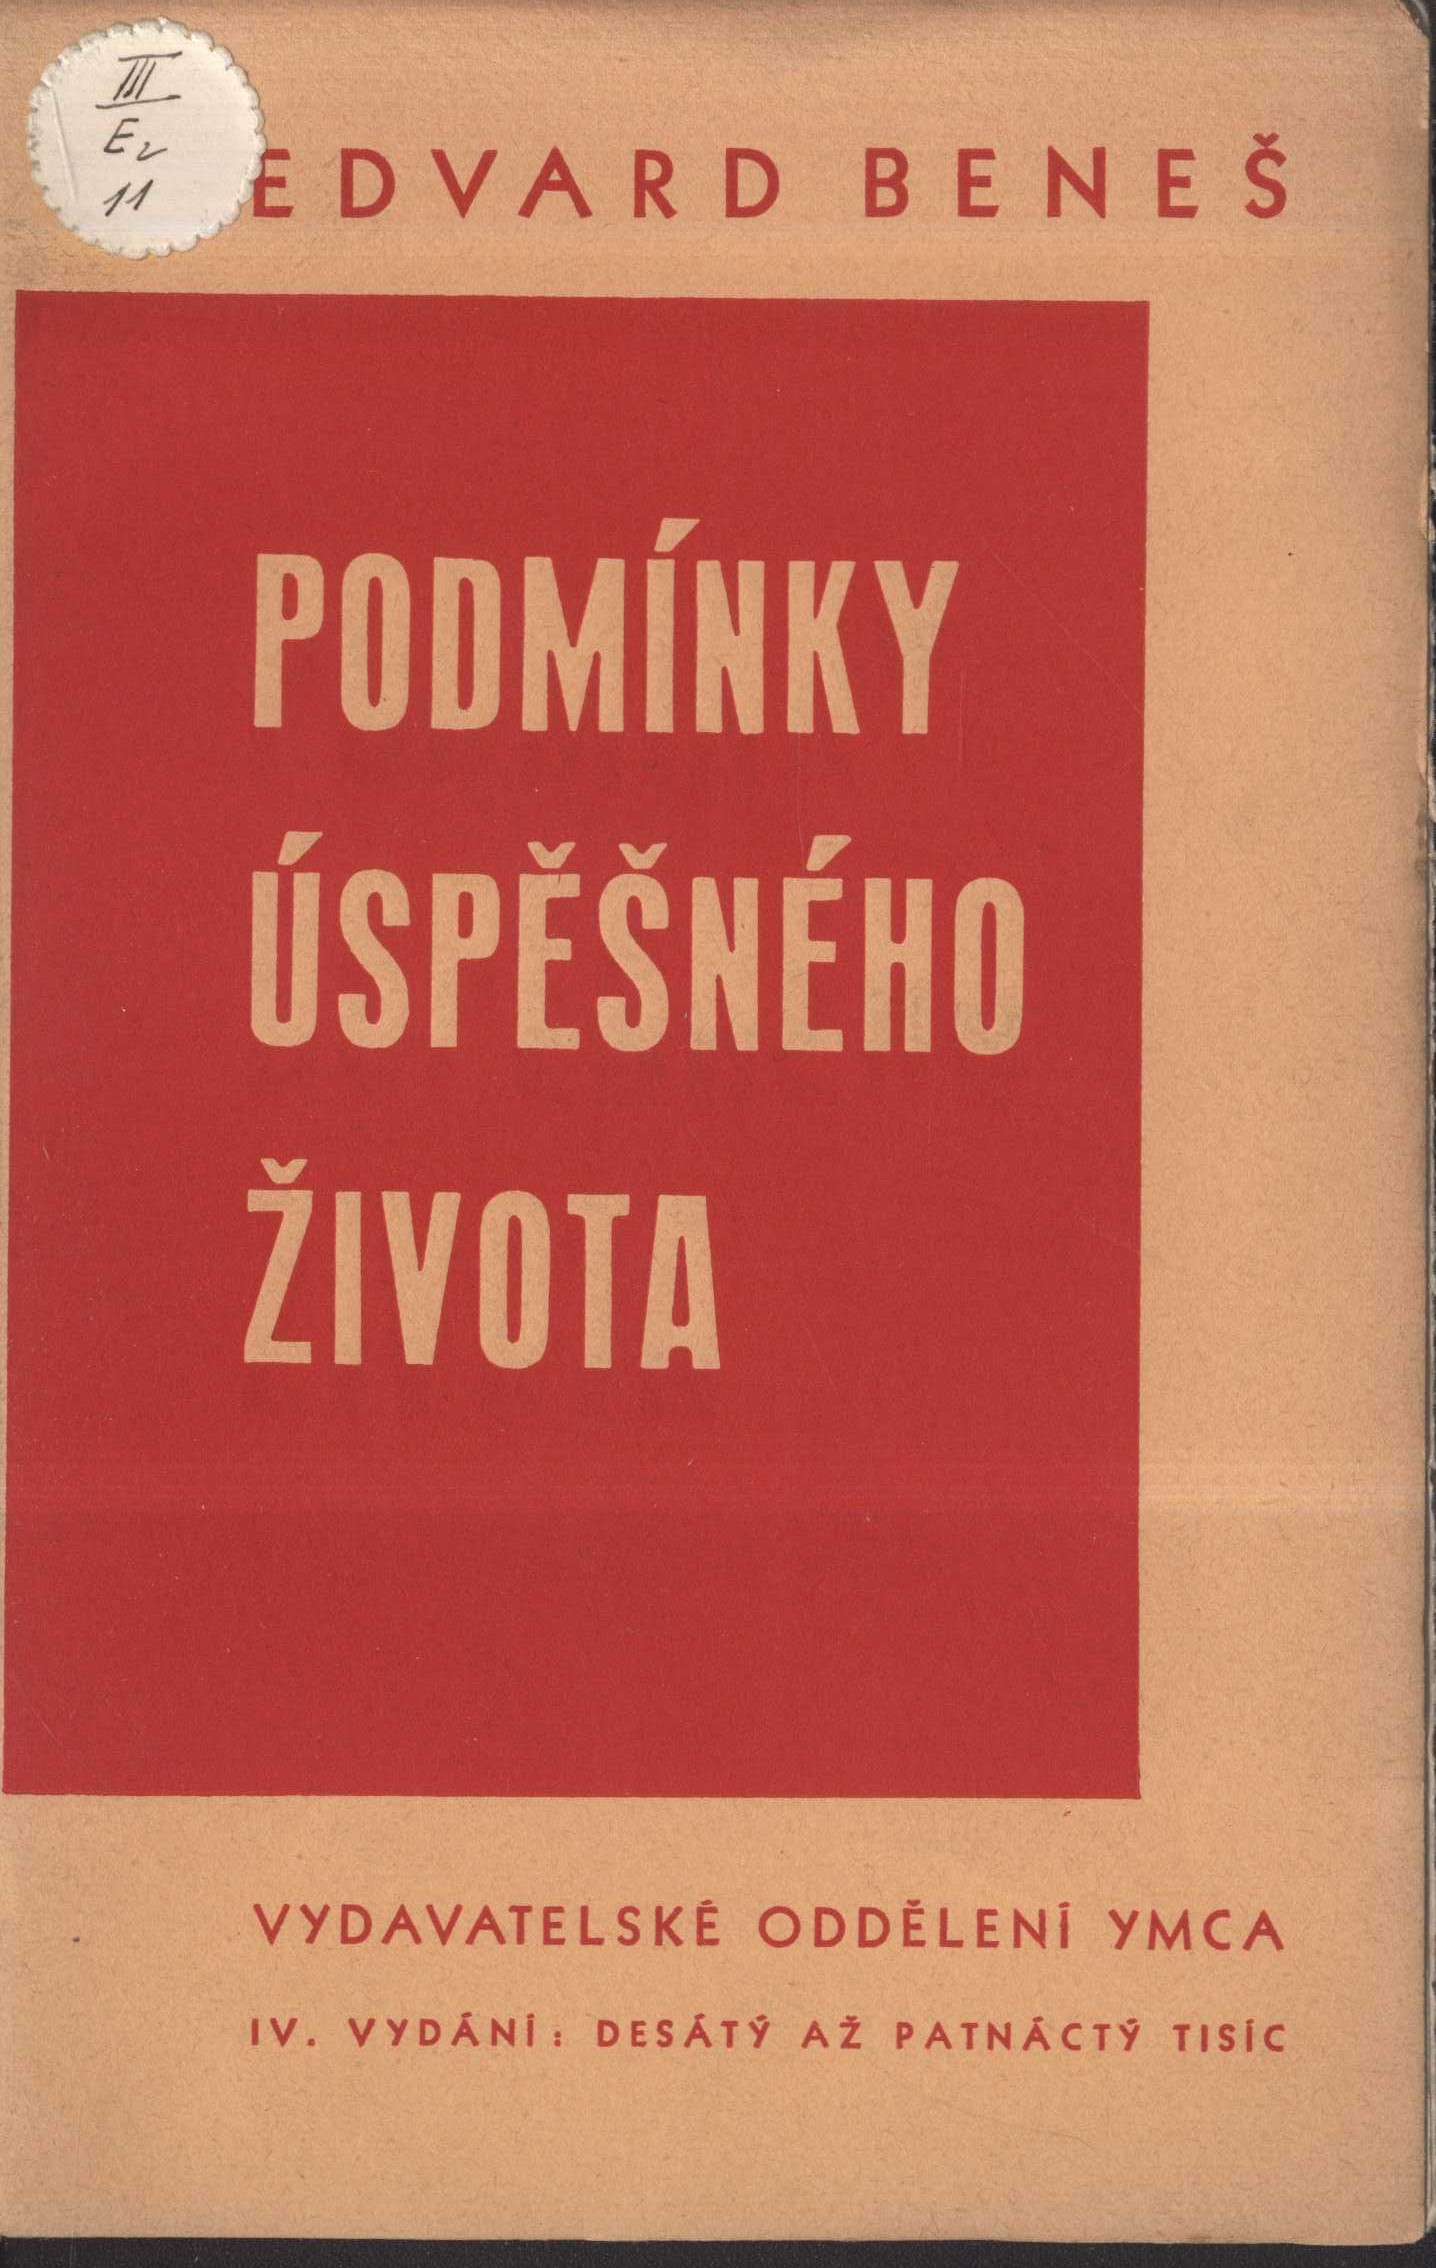 III
E2
11
EDVARD BENEŠ
PODMÍNKY
ÚSPĚŠNÉHO
ŽIVOTA
VYDAVATELSKÉ ODDĚLENÍ YMCA
IV. VYDÁNÍ: DESÁTÝ AŽ PATNÁCTÝ TISÍC